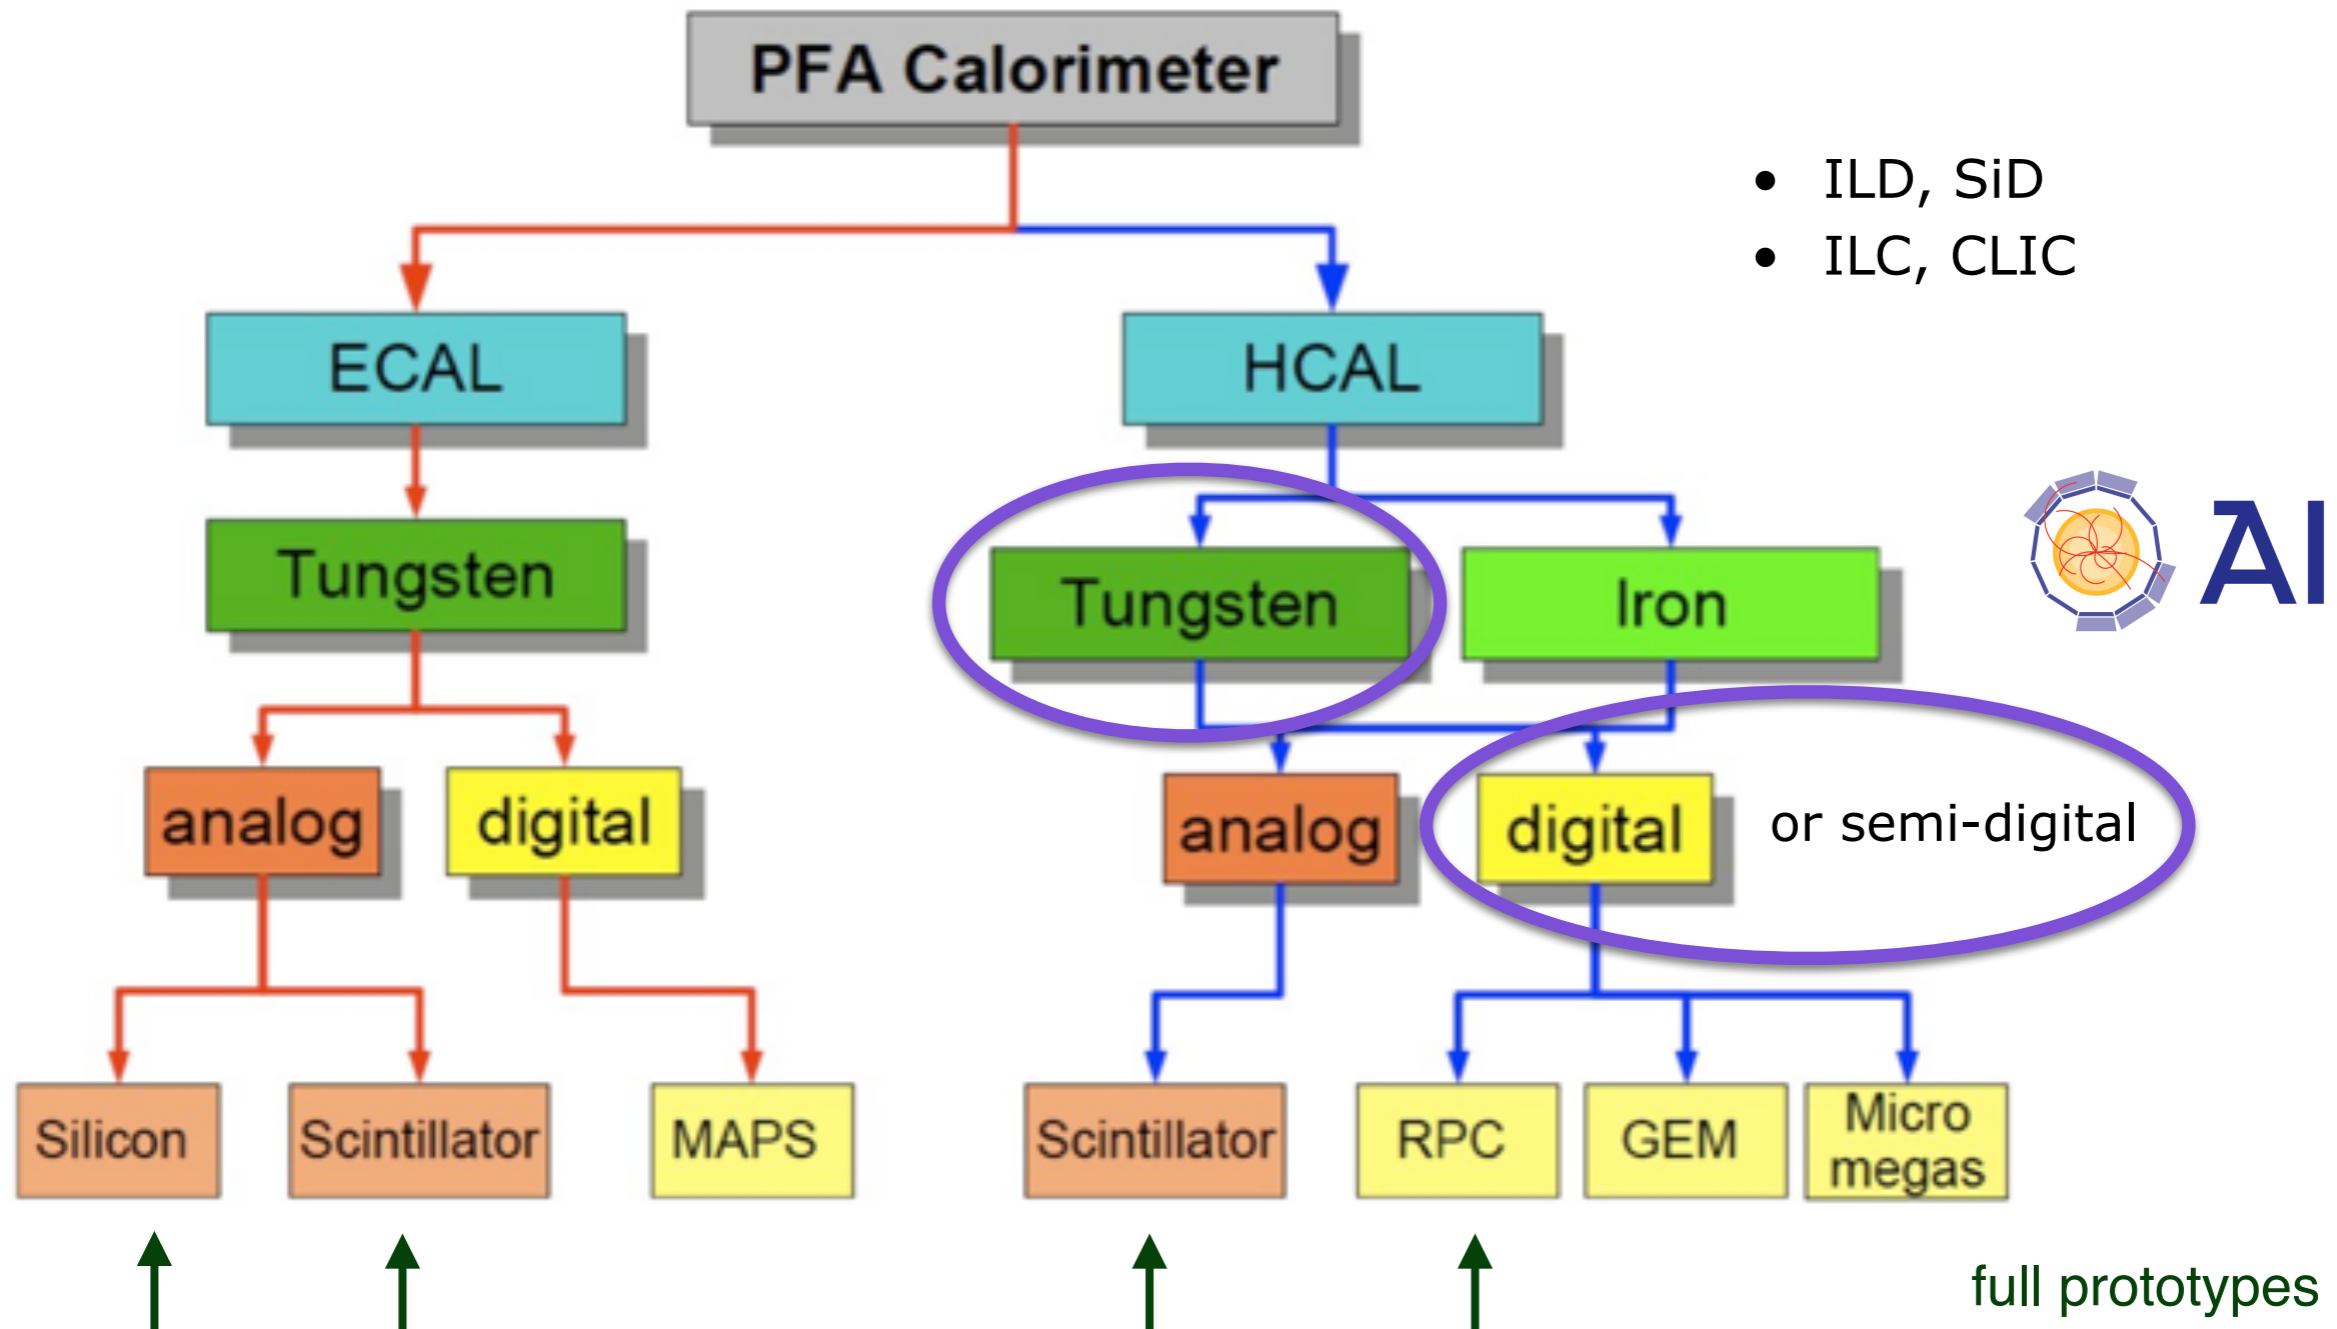 PFA Calorimeter
• ILD, SiD
• ILC, CLIC
ECAL
HCAL
Tungsten
Tungsten
Iron
AI
analog
digital
analog
digital
or semi-digital
Silicon
Scintillator
MAPS
Scintillator
RPC
GEM
Micro
megas
full prototypes